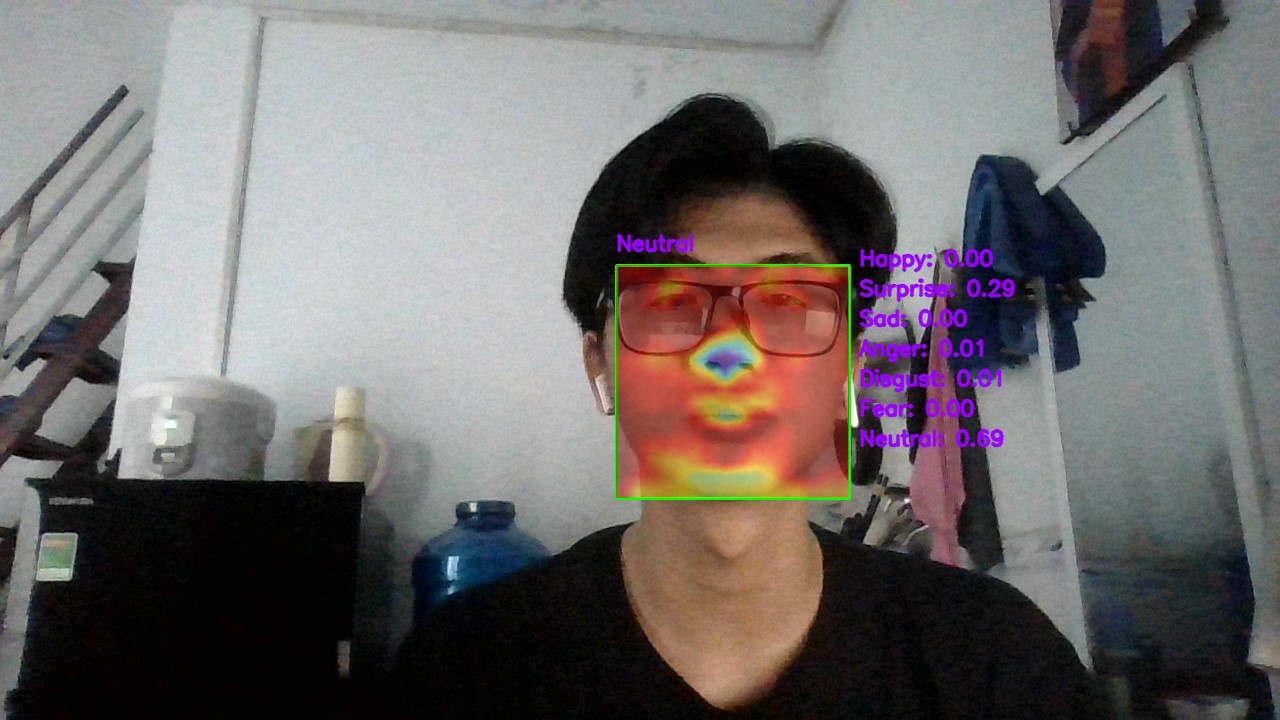 Neutral
Happy: 0.00
Surprise: 0.29
Sad: 0.00
Anger: 0.01
Disgust: 0.01
Fear: 0.00
Neutral: 0.69
TOSHIBA